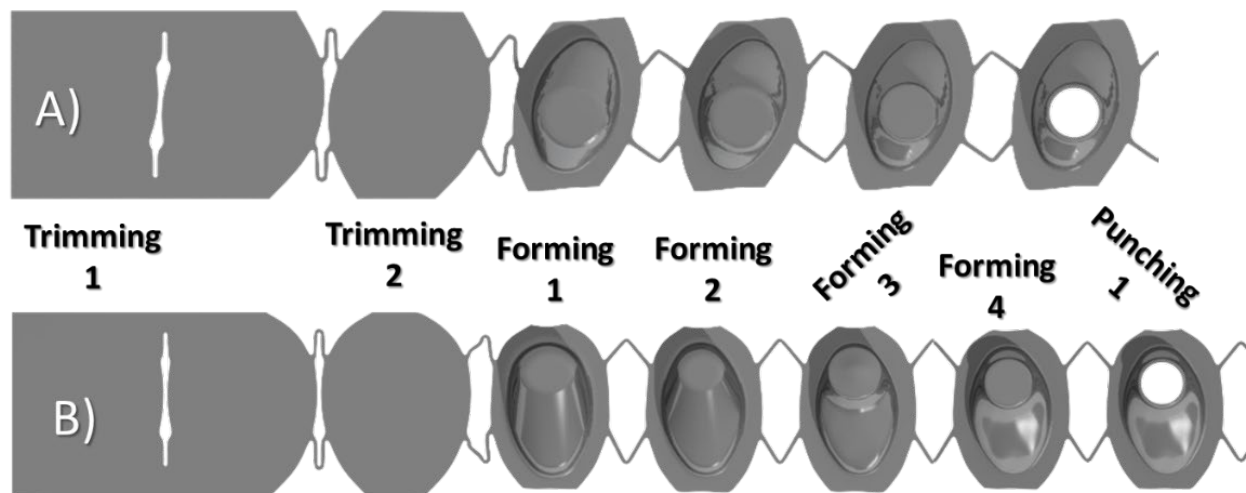 A)
Trimming
1
Trimming
2
Forming
1
Forming
2
Forming
3
Forming
4
Punching
1
B)